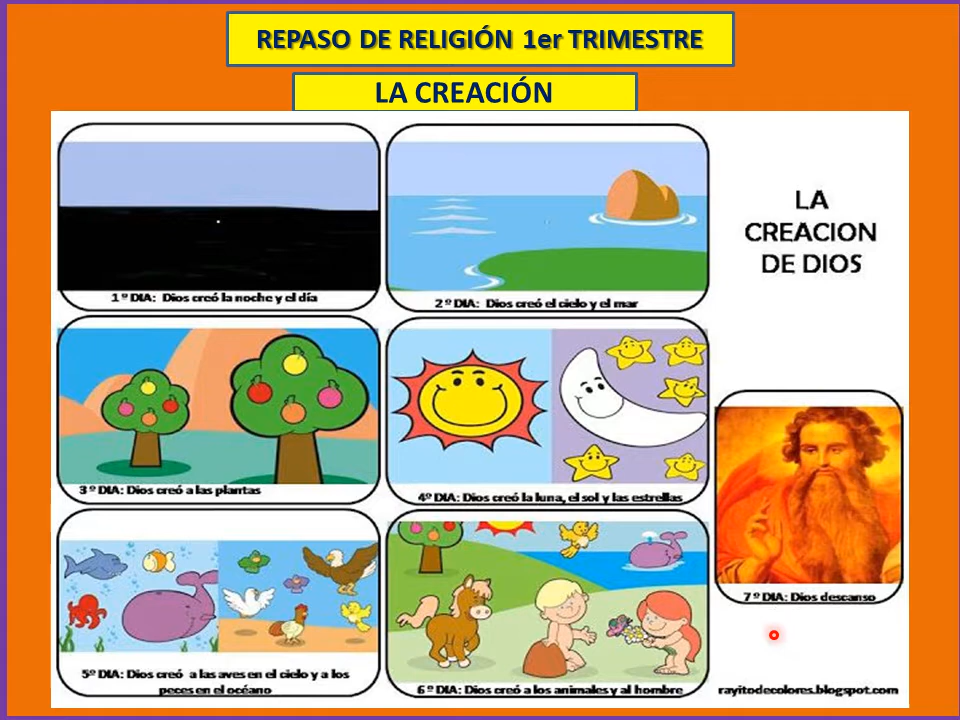 REPASO DE RELIGIÓN 1er TRIMESTRE
LA CREACIÓN
LA
CREACION
DE DIOS
1º DIA: Dios creó la noche y el día
2º DIA: Dios creó el cielo y el mar
3º DIA: Dios creó a las plantas
4º DIA: Dios creó la luna, el sol y las estrellas
5º DIA: Dios creó a las aves en el cielo y a los
peces en el océano
6º DIA: Dios creó a los animales y al hombre
7º DIA: Dios descanso
rayitodecolores.blogspot.com